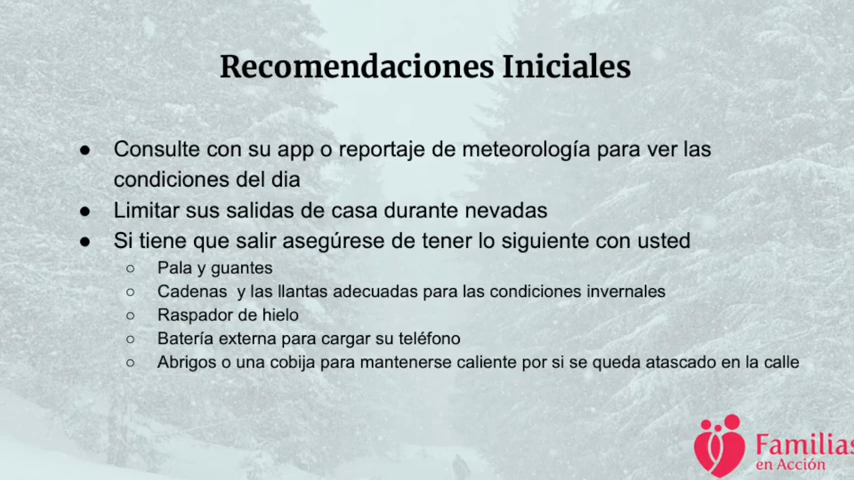 Recomendaciones Iniciales
● Consulte con su app o reportaje de meteorología para ver las
condiciones del dia
● Limitar sus salidas de casa durante nevadas
● Si tiene que salir asegúrese de tener lo siguiente con usted
○ Pala y guantes
○ Cadenas  y las llantas adecuadas para las condiciones invernales
○ Raspador de hielo
○ Batería externa para cargar su teléfono
○ Abrigos o una cobija para mantenerse caliente por si se queda atascado en la calle
Familias
en Acción